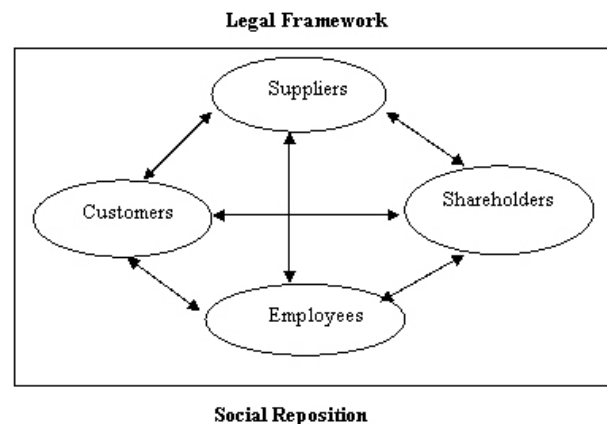 Legal Framework
Suppliers
Customers
Shareholders
Employees
Social Reposition